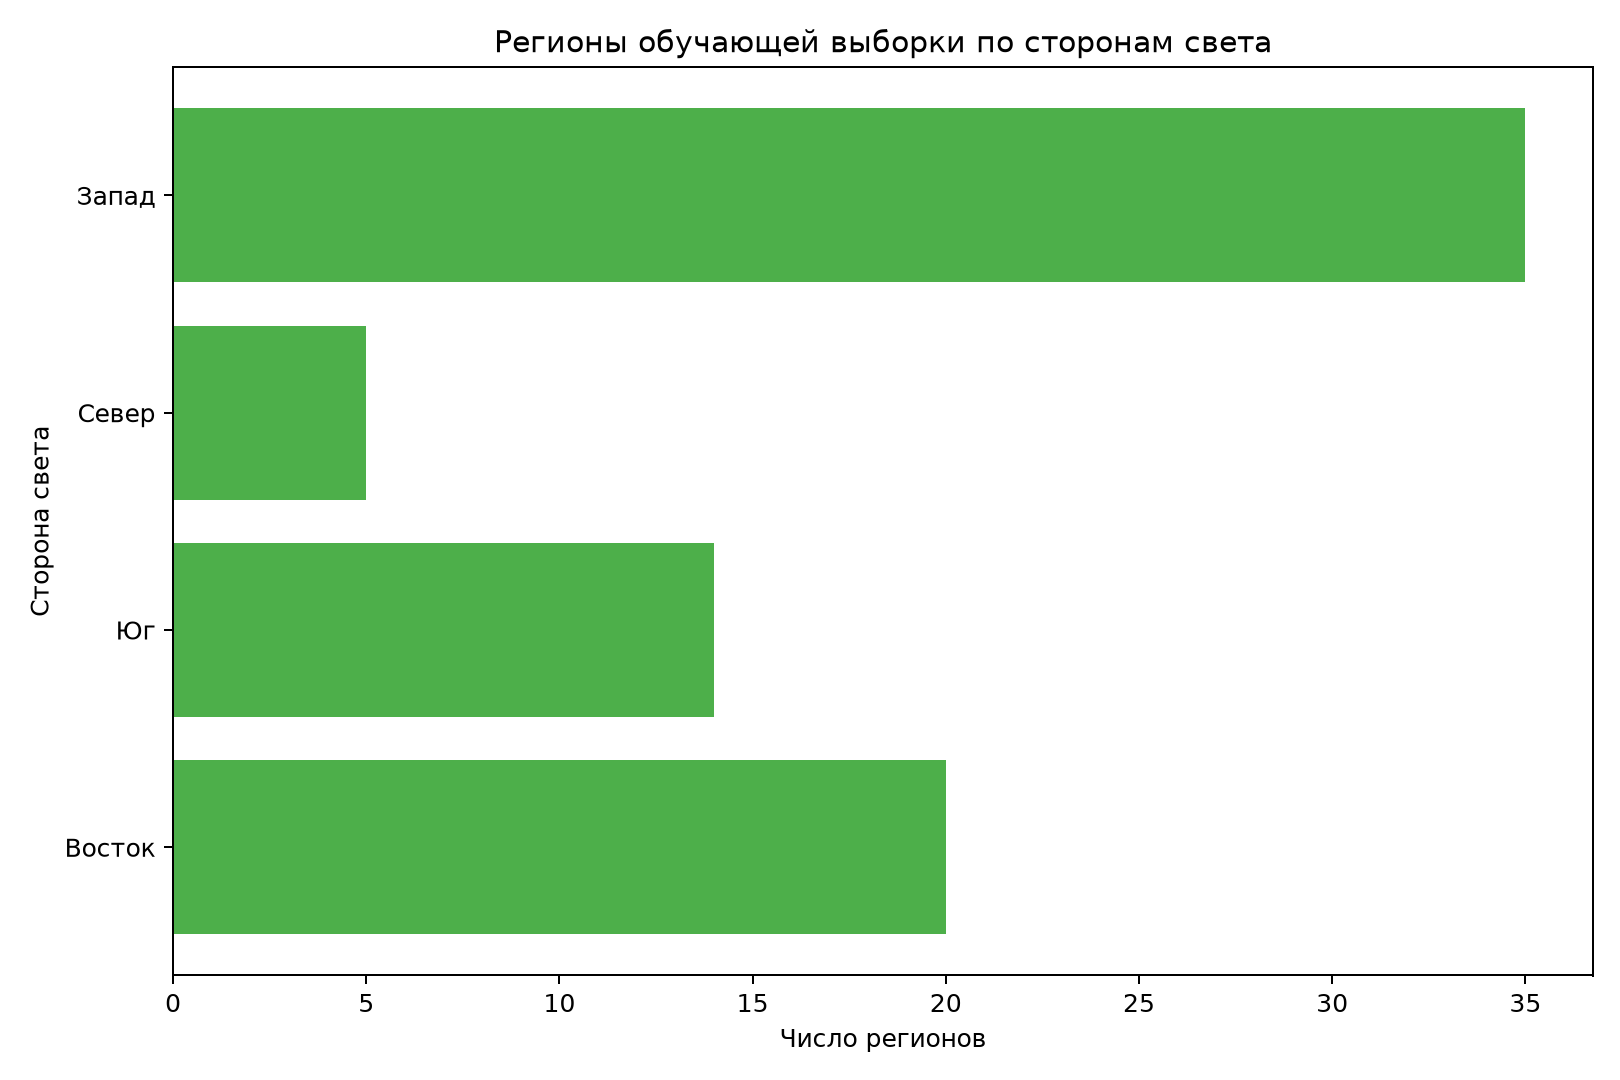 Регионы обучающей выборки по сторонам света
Сторона света
Запад
Север
Юг
Восток
0 5 10 15 20 25 30 35
Число регионов